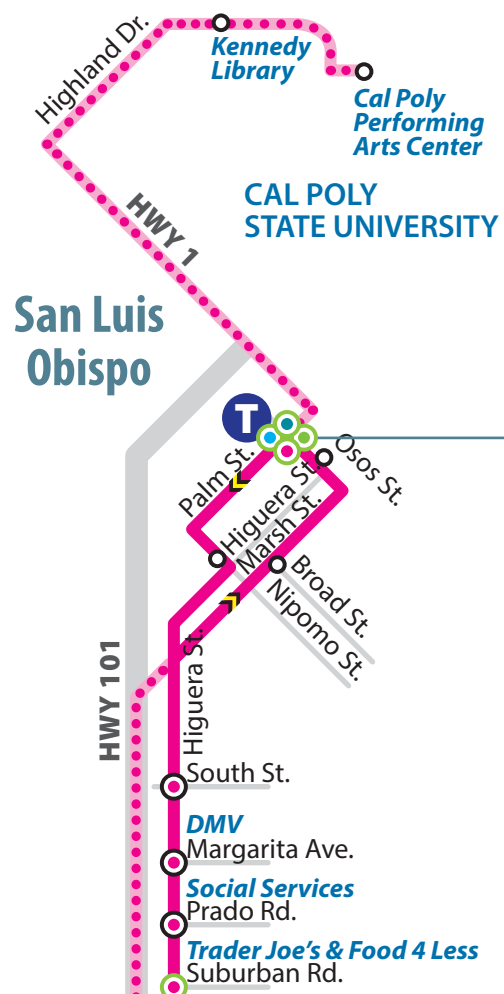 Highland Dr.
Kennedy
Library
Cal Poly
Performing
Arts Center
CAL POLY
STATE UNIVERSITY
HWY 1
San Luis
Obispo
T
Osos St.
Palm St.
Higuera St.
Marsh St.
Broad St.
Nipomo St.
HWY 101
Higuera St.
South St.
DMV
Margarita Ave.
Social Services
Prado Rd.
Trader Joe's & Food 4 Less
Suburban Rd.